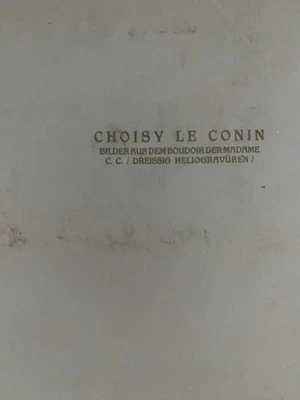 CHOISY LE CONIN
BILDER AUS DEM BOUDOIR DER MADAME
C. C. / DREISSIG HELIOGRAVÜREN /